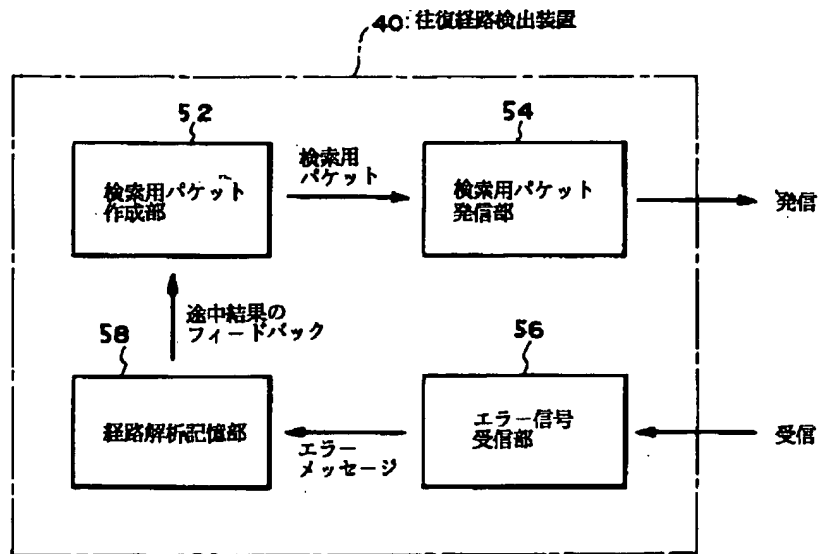 40:往復経路検出装置
52
54
検索用パケット
作成部
検索用
パケット
検索用パケット
発信部
発信
途中結果の
フィードバック
58
56
経路解析記憶部
エラー
メッセージ
エラー信号
受信部
受信